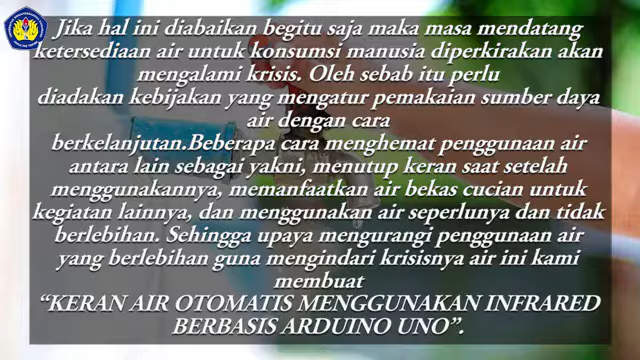 Jika hal ini diabaikan begitu saja maka masa mendatang
ketersediaan air untuk konsumsi manusia diperkirakan akan
mengalami krisis. Oleh sebab itu perlu
diadakan kebijakan yang mengatur pemakaian sumber daya
air dengan cara
berkelanjutan.Beberapa cara menghemat penggunaan air
antara lain sebagai yakni, menutup keran saat setelah
menggunakannya, memanfaatkan air bekas cucian untuk
kegiatan lainnya, dan menggunakan air seperlunya dan tidak
berlebihan. Sehingga upaya mengurangi penggunaan air
yang berlebihan guna mengindari krisisnya air ini kami
membuat
“KERAN AIR OTOMATIS MENGGUNAKAN INFRARED
BERBASIS ARDUINO UNO”.